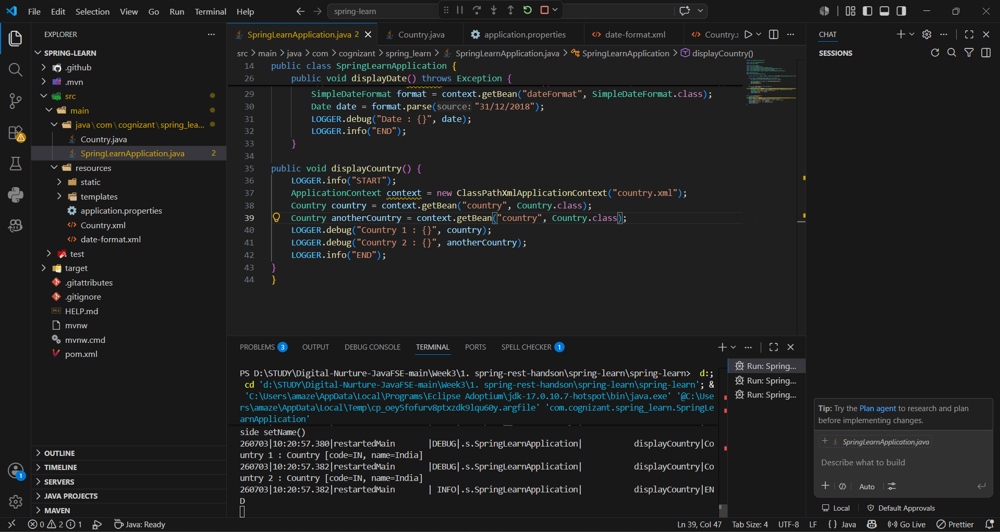 File Edit Selection View Go Run Terminal Help
spring-learn
EXPLORER
SPRING-LEARN
.github
.mvn
src
main
java\com\cognizant\spring_lea...
Country.java
SpringLearnApplication.java 2
resources
static
templates
application.properties
Country.xml
date-format.xml
test
target
.gitattributes
.gitignore
HELP.md
mvnw
mvnw.cmd
pom.xml
OUTLINE
TIMELINE
SERVERS
JAVA PROJECTS
MAVEN
1
SpringLearnApplication.java 2 Country.java application.properties date-format.xml Country.x
src > main > java > com > cognizant > spring_learn > SpringLearnApplication.java > SpringLearnApplication > displayCountry()
14 public class SpringLearnApplication {
26 public void displayDate() throws Exception {
29 SimpleDateFormat format = context.getBean("dateFormat", SimpleDateFormat.class);
30 Date date = format.parse(source: "31/12/2018");
31 LOGGER.debug("Date : {}", date);
32 LOGGER.info("END");
33 }
34
35 public void displayCountry() {
36 LOGGER.info("START");
37 ApplicationContext context = new ClassPathXmlApplicationContext("country.xml");
38 Country country = context.getBean("country", Country.class);
39 Country anotherCountry = context.getBean("country", Country.class);
40 LOGGER.debug("Country 1 : {}", country);
41 LOGGER.debug("Country 2 : {}", anotherCountry);
42 LOGGER.info("END");
43 }
44 }
PROBLEMS 3 OUTPUT DEBUG CONSOLE TERMINAL PORTS SPELL CHECKER 1
PS D:\STUDY\Digital-Nurture-JavaFSE-main\Week3\1. spring-rest-handson\spring-learn\spring-learn> d:;
cd 'd:\STUDY\Digital-Nurture-JavaFSE-main\Week3\1. spring-rest-handson\spring-learn\spring-learn'; &
'C:\Users\amaze\AppData\Local\Programs\Eclipse Adoptium\jdk-17.0.10.7-hotspot\bin\java.exe' '@C:\Use
rs\amaze\AppData\Local\Temp\cp_oey5fofurv8ptxzdk9lqu60y.argfile' 'com.cognizant.spring_learn.SpringLe
arnApplication'
side setName()
260703|10:20:57.380|restartedMain |DEBUG|.s.SpringLearnApplication| displayCountry|Co
untry 1 : Country [code=IN, name=India]
260703|10:20:57.382|restartedMain |DEBUG|.s.SpringLearnApplication| displayCountry|Co
untry 2 : Country [code=IN, name=India]
260703|10:20:57.382|restartedMain | INFO|.s.SpringLearnApplication| displayCountry|EN
D
Run: Spring...
Run: Spring...
Run: Spring...
CHAT
SESSIONS
Tip: Try the Plan agent to research and plan
before implementing changes.
SpringLearnApplication.java
Describe what to build
Auto
Local Default Approvals
0 2 1 Java: Ready Ln 39, Col 47 Tab Size: 4 UTF-8 LF {} Java Go Live Prettier